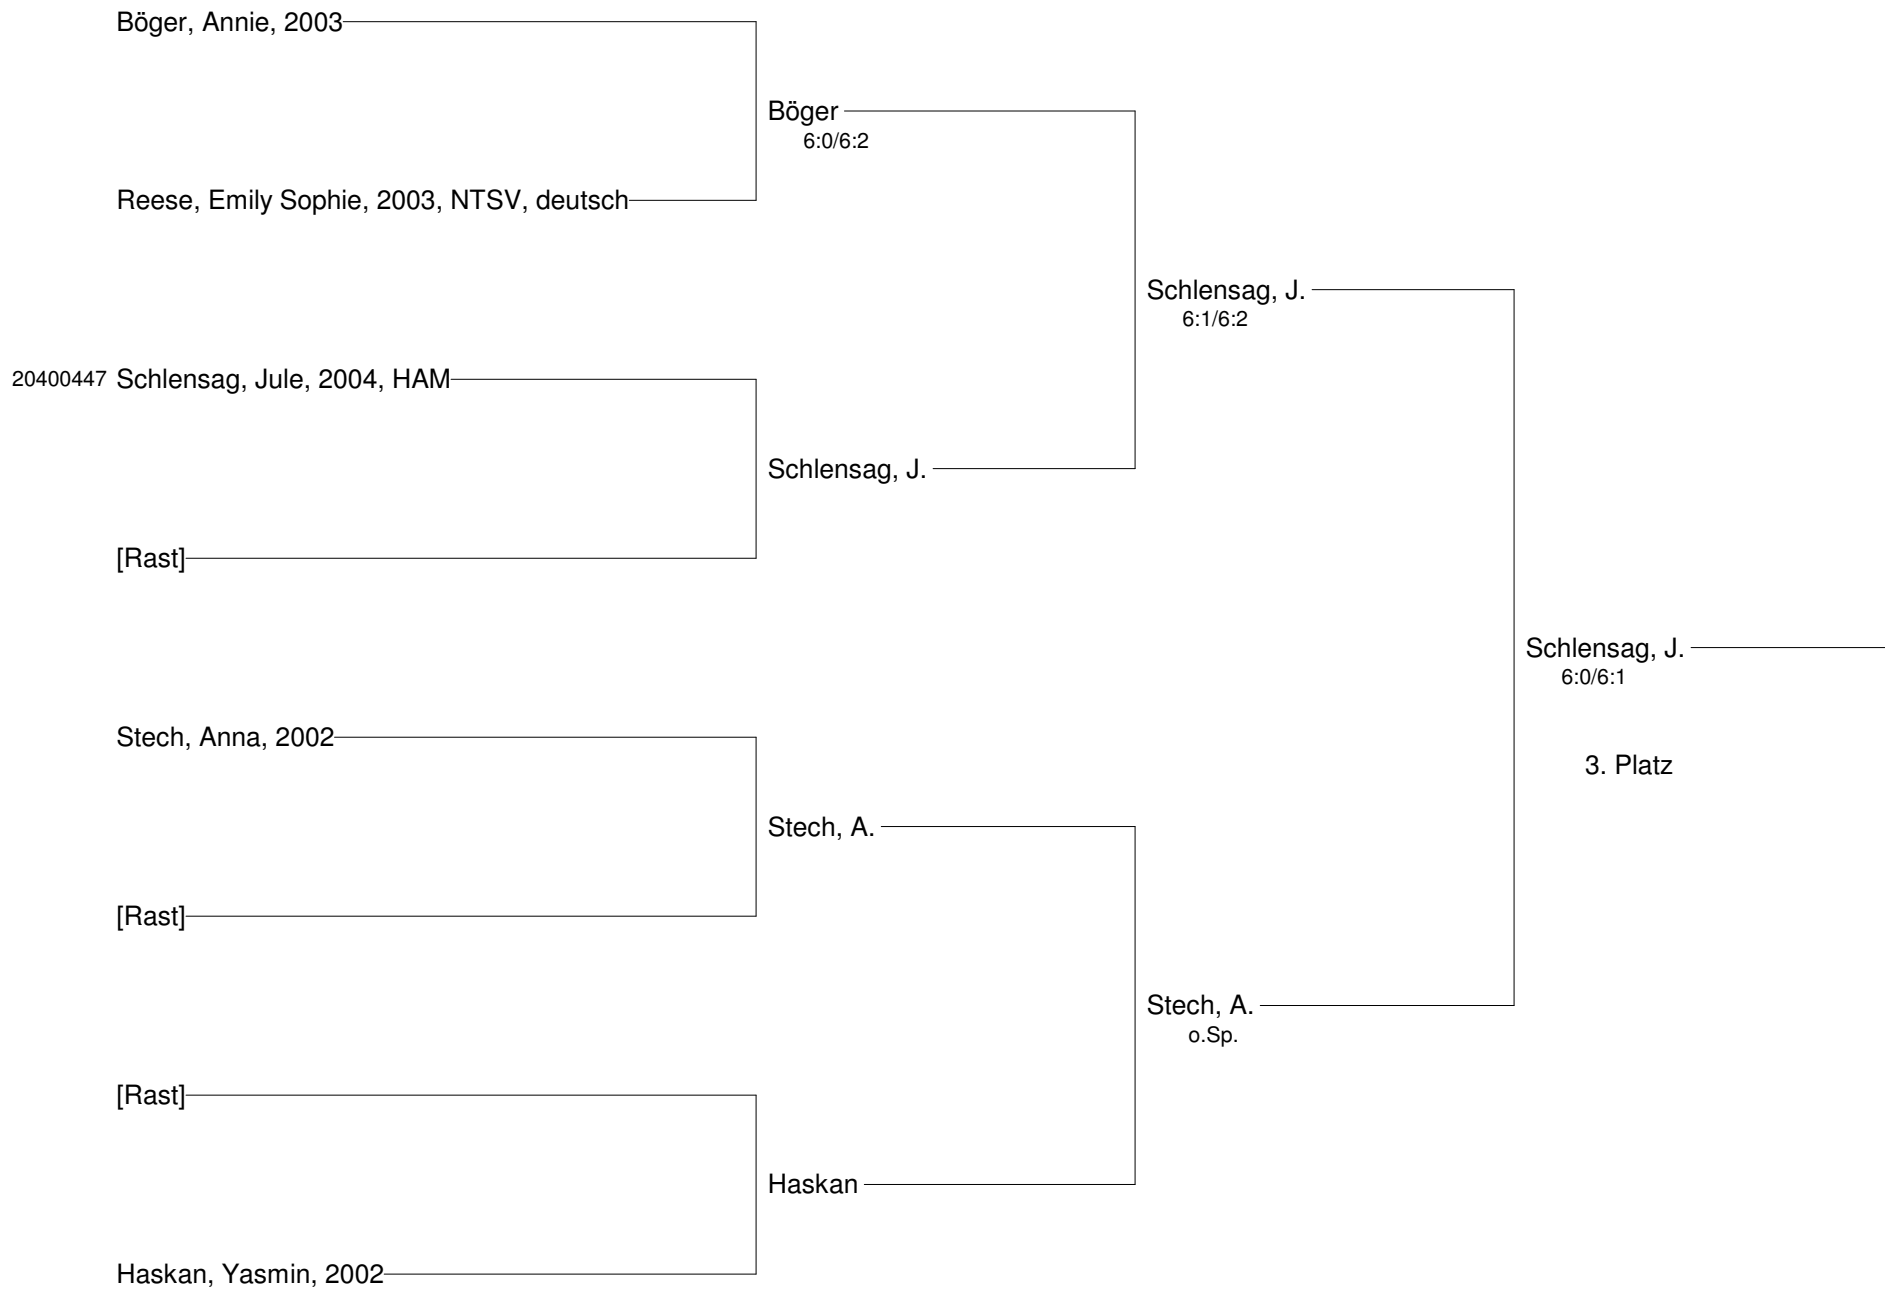 Böger, Annie, 2003
Böger
6:0/6:2
Reese, Emily Sophie, 2003, NTSV, deutsch
Schlensag, J.
6:1/6:2
20400447 Schlensag, Jule, 2004, HAM
Schlensag, J.
[Rast]
Schlensag, J.
6:0/6:1
Stech, Anna, 2002
3. Platz
Stech, A.
[Rast]
Stech, A.
o.Sp.
[Rast]
Haskan
Haskan, Yasmin, 2002